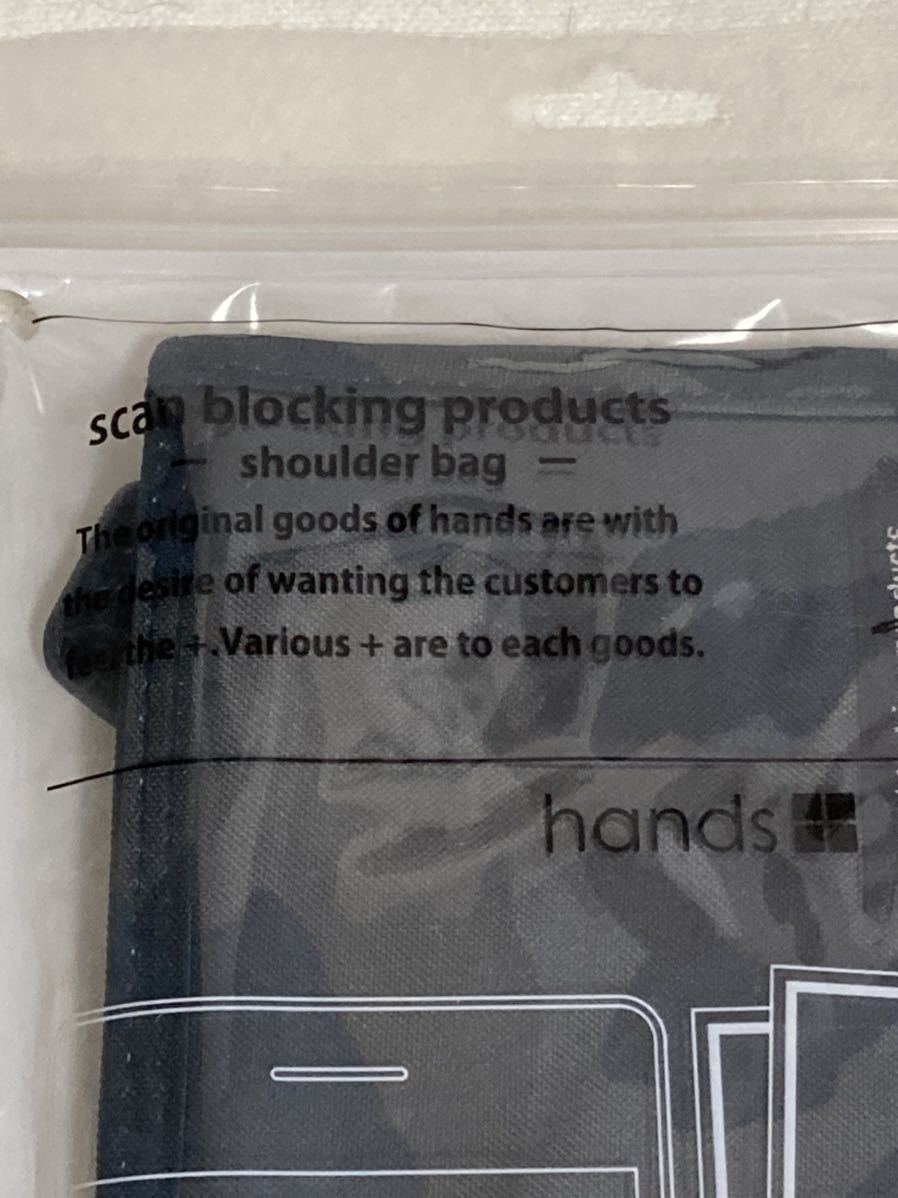 scan blocking products
shoulder bag
The original goods of hands are with
the desire of wanting the customers to
feel the +.Various + are to each goods.
hands